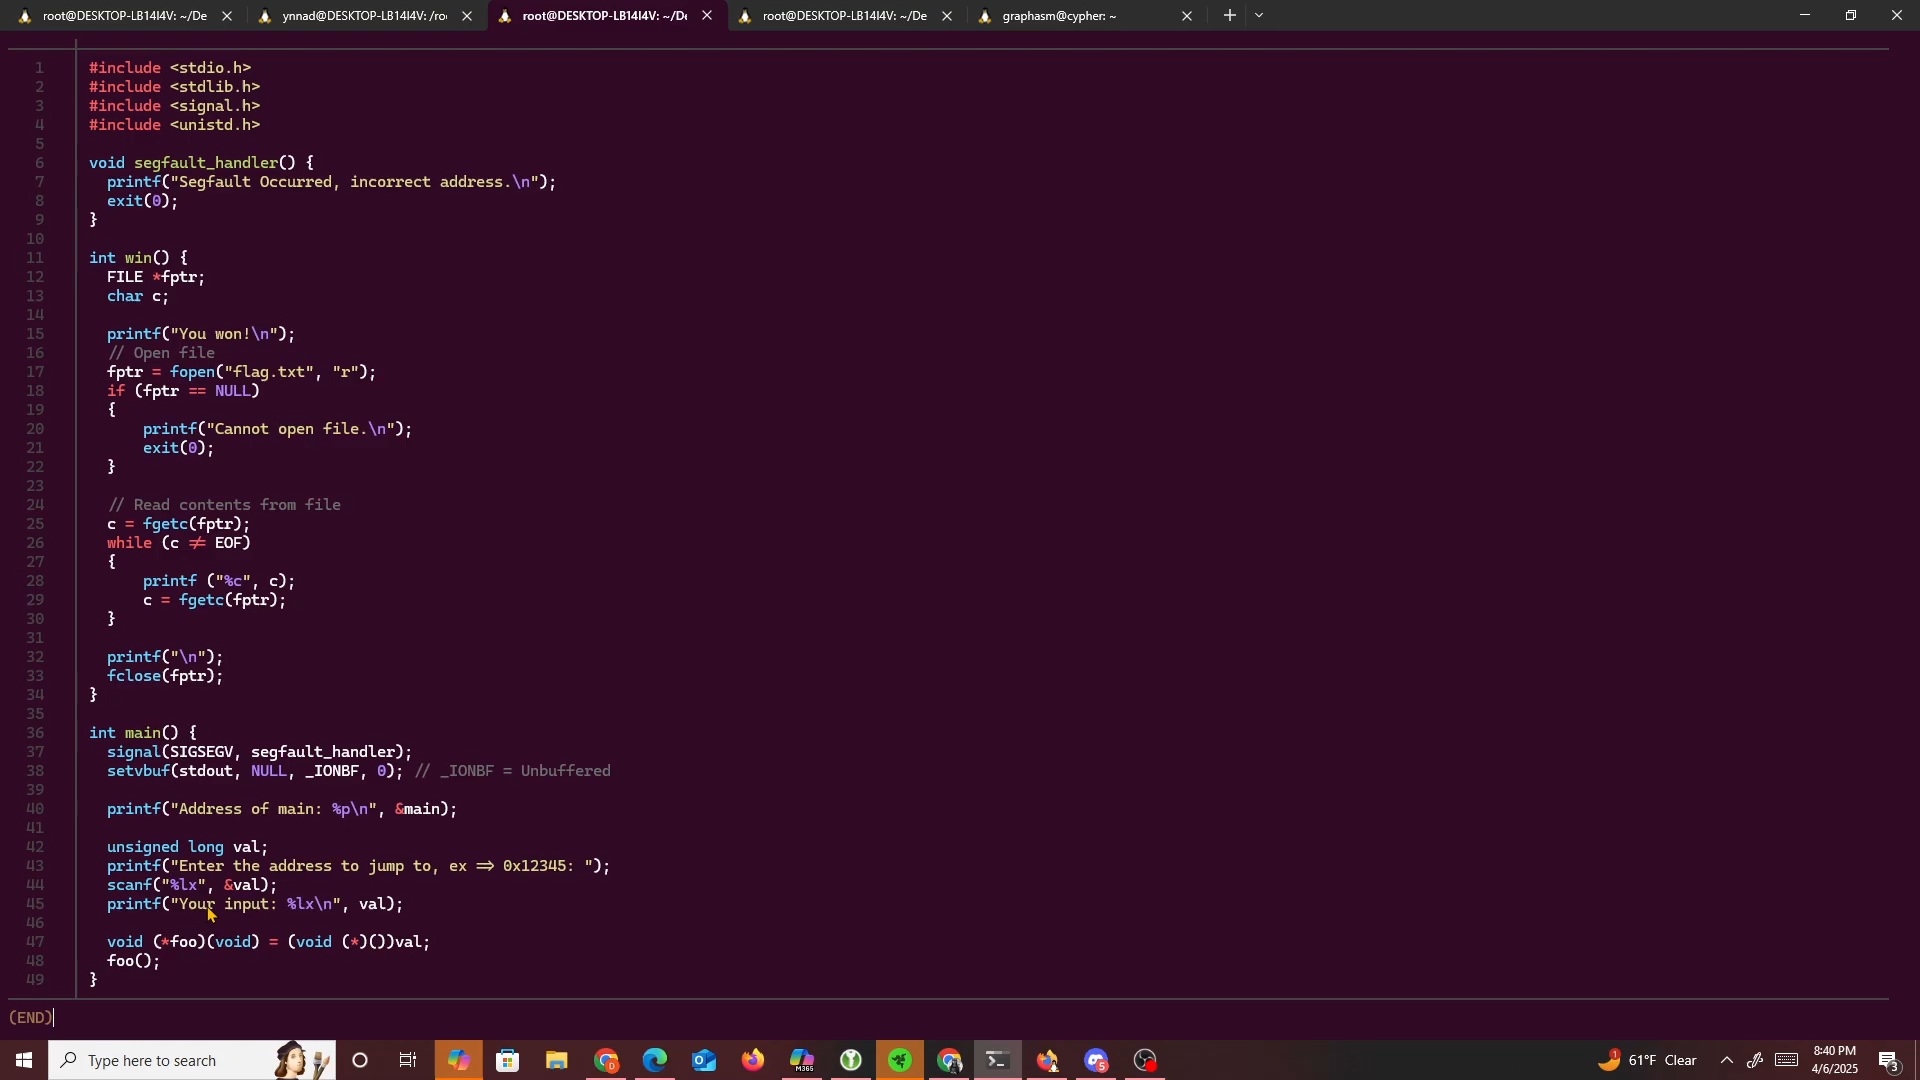 root@DESKTOP-LB14I4V: ~/De
ynnad@DESKTOP-LB14I4V: /ro
root@DESKTOP-LB14I4V: ~/De
root@DESKTOP-LB14I4V: ~/De
graphasm@cypher: ~
1 #include <stdio.h>
2 #include <stdlib.h>
3 #include <signal.h>
4 #include <unistd.h>
5
6 void segfault_handler() {
7   printf("Segfault Occurred, incorrect address.\n");
8   exit(0);
9 }
10
11 int win() {
12   FILE *fptr;
13   char c;
14
15   printf("You won!\n");
16   // Open file
17   fptr = fopen("flag.txt", "r");
18   if (fptr == NULL)
19   {
20       printf("Cannot open file.\n");
21       exit(0);
22   }
23
24   // Read contents from file
25   c = fgetc(fptr);
26   while (c != EOF)
27   {
28       printf ("%c", c);
29       c = fgetc(fptr);
30   }
31
32   printf("\n");
33   fclose(fptr);
34 }
35
36 int main() {
37   signal(SIGSEGV, segfault_handler);
38   setvbuf(stdout, NULL, _IONBF, 0); // _IONBF = Unbuffered
39
40   printf("Address of main: %p\n", &main);
41
42   unsigned long val;
43   printf("Enter the address to jump to, ex => 0x12345: ");
44   scanf("%lx", &val);
45   printf("Your input: %lx\n", val);
46
47   void (*foo)(void) = (void (*)())val;
48   foo();
49 }
(END)
Type here to search
M365
5
1
61°F Clear
8:40 PM
4/6/2025
3